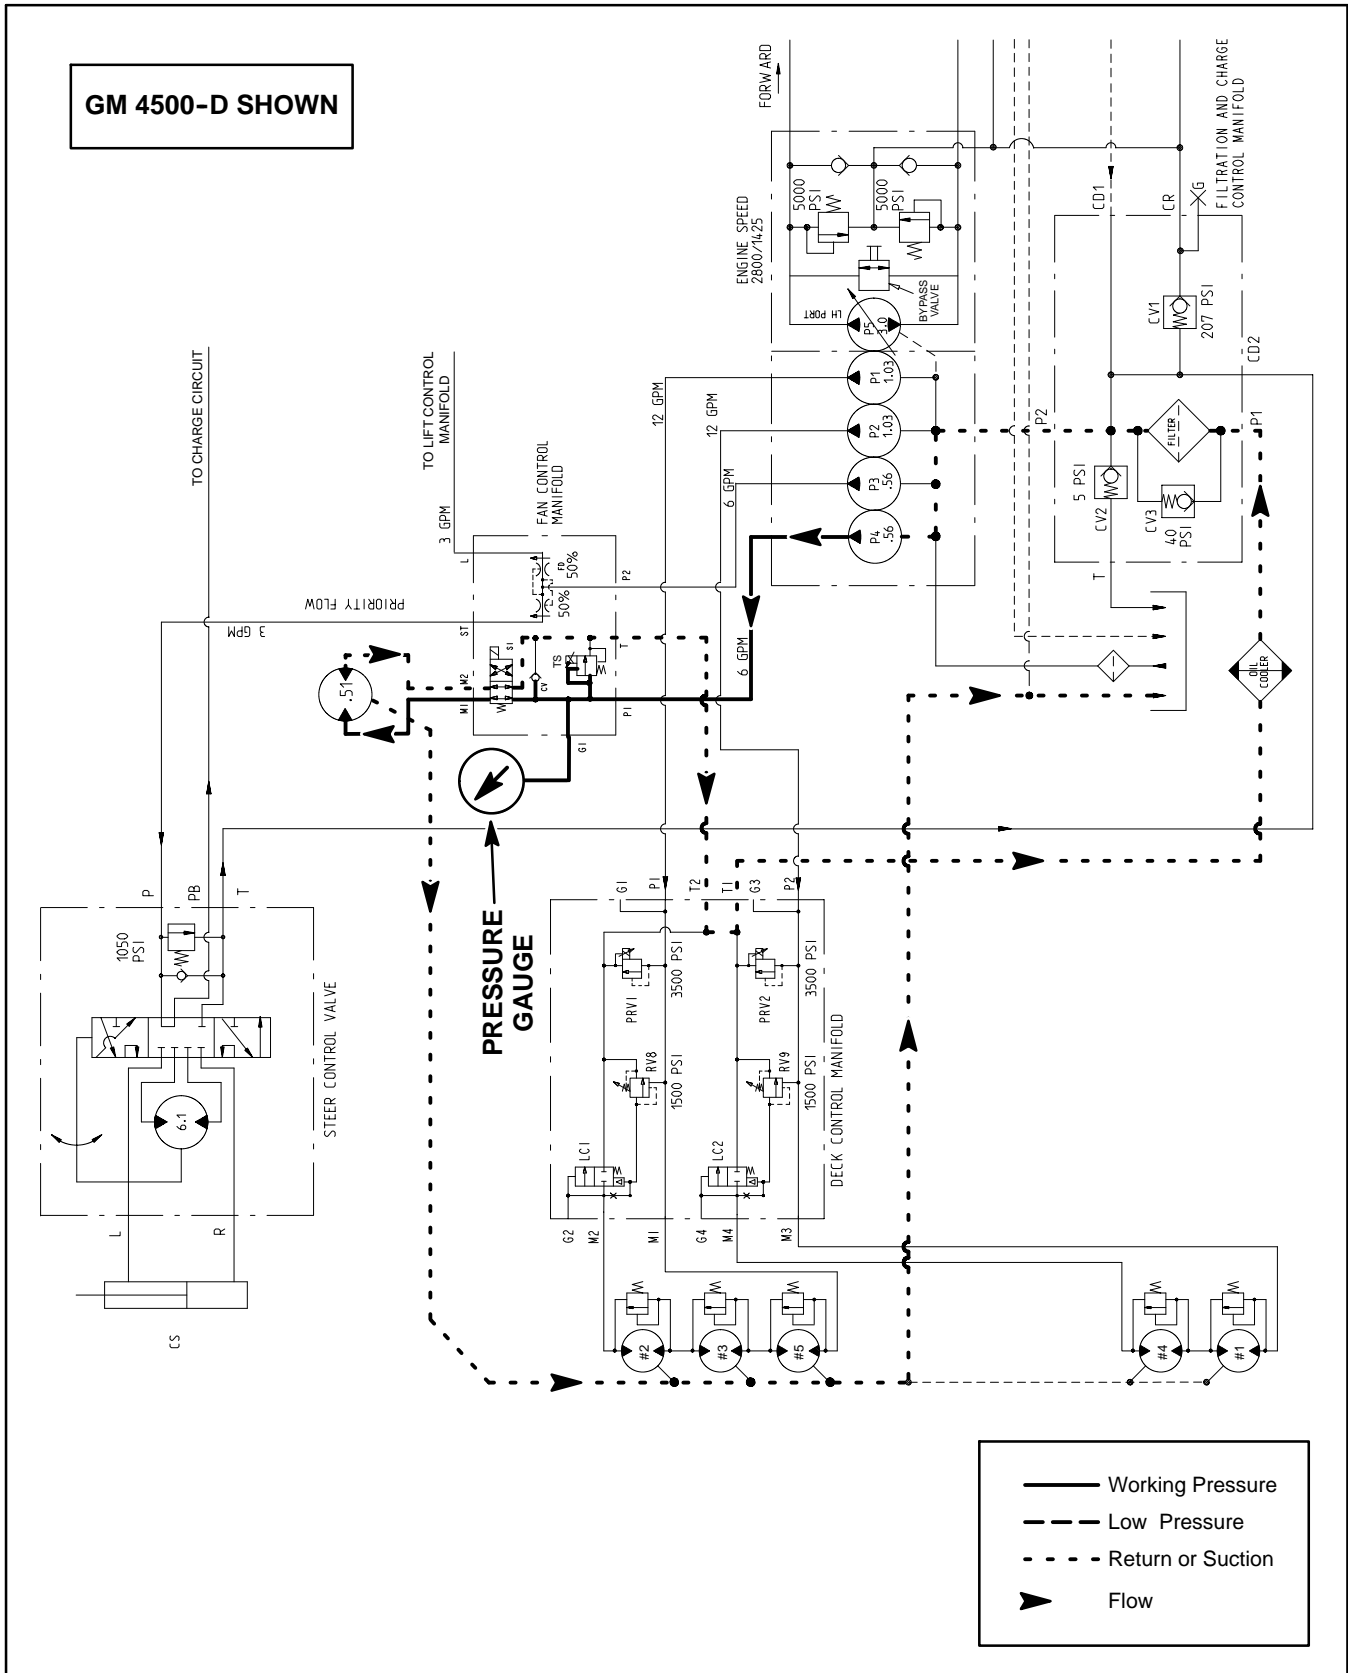 GM 4500-D SHOWN
FORWARD
FILTRATION AND CHARGE
CONTROL MANIFOLD
ENGINE SPEED
2800/1425
5000
PSI
5000
PSI
CD1
CR
G
LH PORT
BYPASS
VALVE
P5
3.0
P1
1.03
P2
1.03
P3
.56
P4
.56
CV1
207 PSI
CD2
P2
P1
FILTER
5 PSI
CV2
CV3
40
PSI
T
OIL
COOLER
TO CHARGE CIRCUIT
TO LIFT CONTROL
MANIFOLD
3 GPM
FAN CONTROL
MANIFOLD
12 GPM
12 GPM
6 GPM
6 GPM
L
FD
50%
50%
P2
PRIORITY FLOW
3 GPM
ST
S1
TS
T
M2
M1
CV
W
P1
G1
.51
PRESSURE
GAUGE
P
PB
T
1050
PSI
STEER CONTROL VALVE
6.1
L
R
CS
G1
P1
T2
T1
G3
P2
PRV1
3500 PSI
PRV2
3500 PSI
RV8
1500 PSI
RV9
1500 PSI
LC1
LC2
DECK CONTROL MANIFOLD
G2
M2
M1
G4
M4
M3
#2
#3
#5
#4
#1
Working Pressure
Low Pressure
Return or Suction
Flow